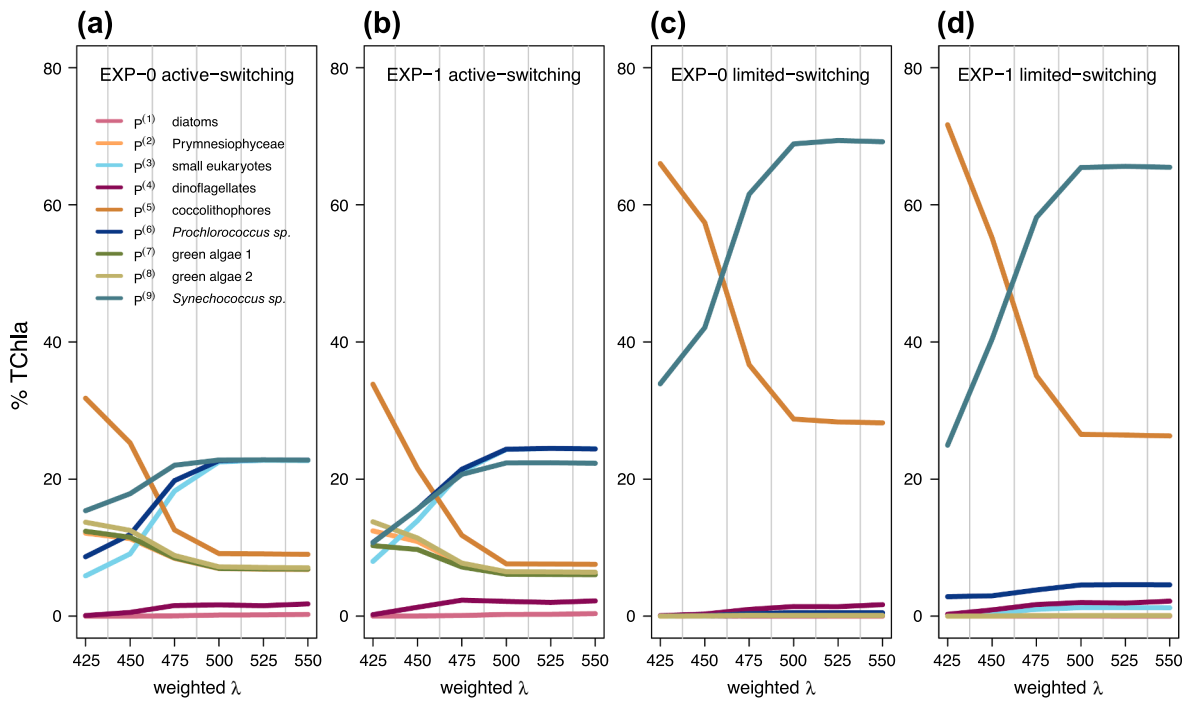 (a) (b) (c) (d)
EXP−0 active−switching
EXP−1 active−switching
EXP−0 limited−switching
EXP−1 limited−switching
P(1) diatoms
P(2) Prymnesiophyceae
P(3) small eukaryotes
P(4) dinoflagellates
P(5) coccolithophores
P(6) Prochlorococcus sp.
P(7) green algae 1
P(8) green algae 2
P(9) Synechococcus sp.
% TChla
80
60
40
20
0
80
60
40
20
0
80
60
40
20
0
80
60
40
20
0
425 450 475 500 525 550
425 450 475 500 525 550
425 450 475 500 525 550
425 450 475 500 525 550
weighted λ
weighted λ
weighted λ
weighted λ